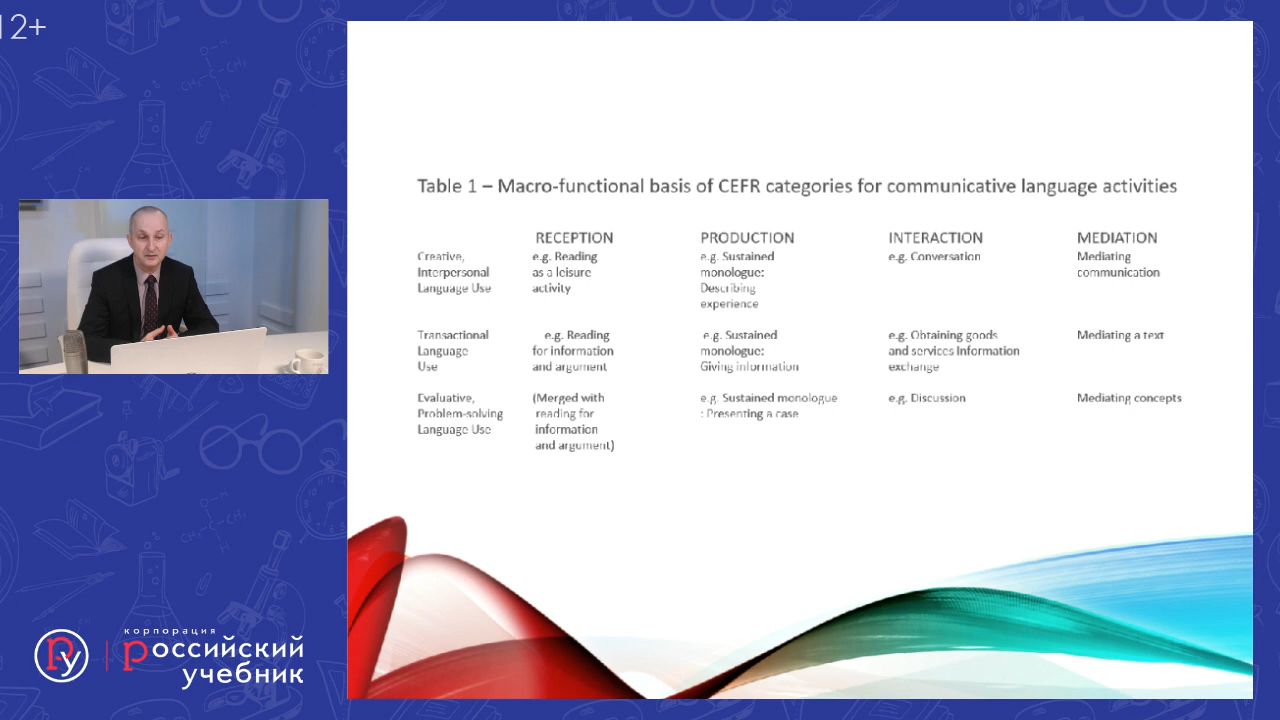 12+
Table 1 – Macro-functional basis of CEFR categories for communicative language activities
RECEPTION PRODUCTION INTERACTION MEDIATION
Creative, e.g. Reading e.g. Sustained e.g. Conversation Mediating
Interpersonal as a leisure monologue: communication
Language Use activity Describing
experience
Transactional e.g. Reading e.g. Sustained e.g. Obtaining goods Mediating a text
Language for information monologue: and services Information
Use and argument Giving information exchange
Evaluative, (Merged with e.g. Sustained monologue e.g. Discussion Mediating concepts
Problem-solving reading for : Presenting a case
Language Use information
and argument)
Ру
корпорация
российский
учебник